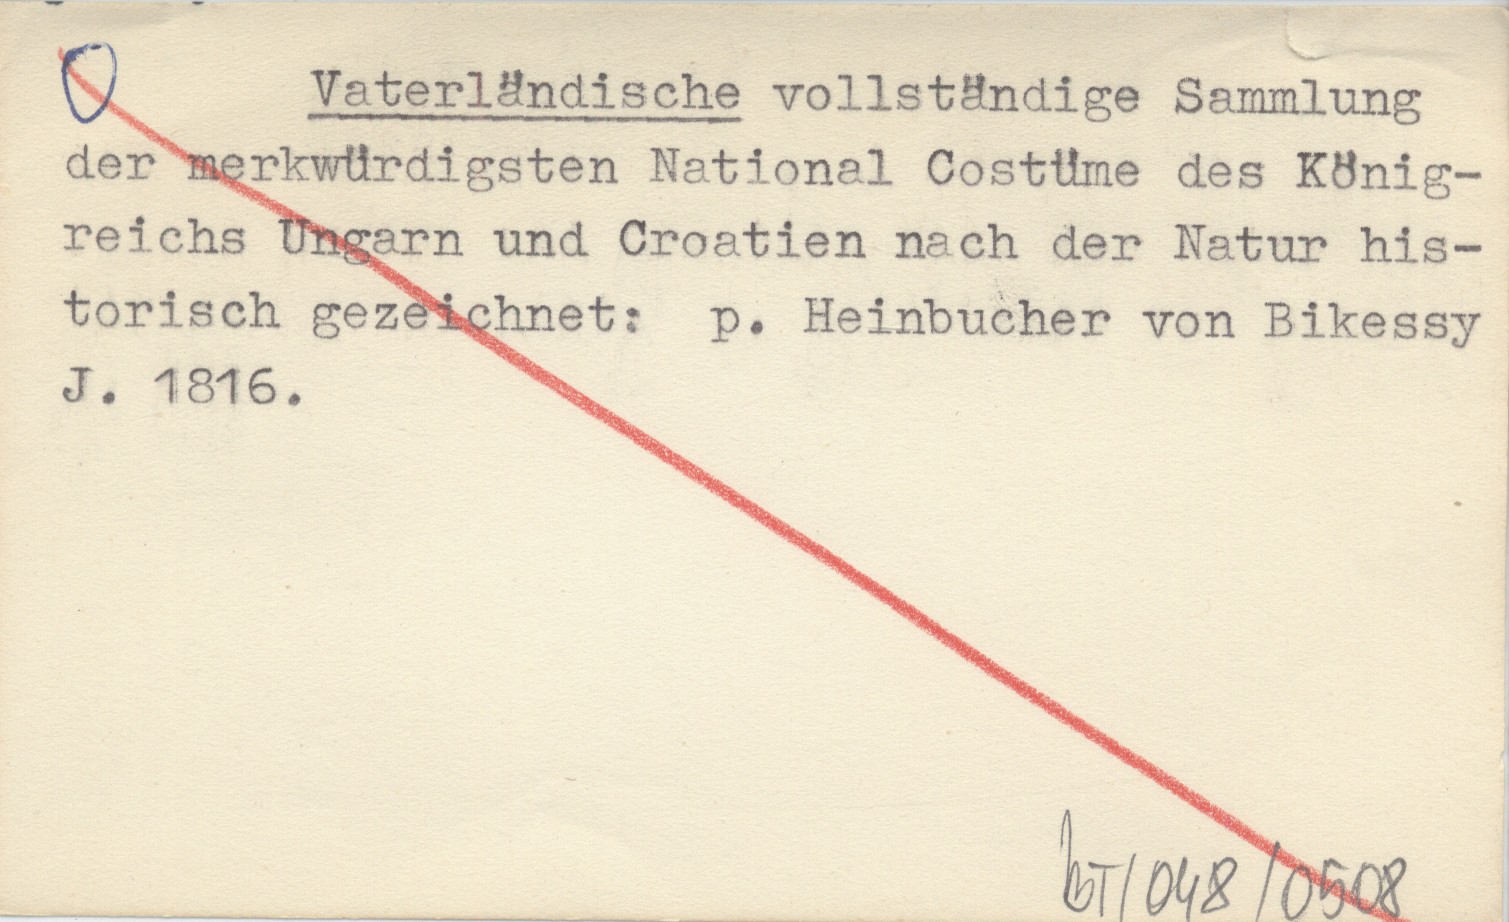 Vaterländische vollständige Sammlung
der merkwürdigsten National Costüme des König-
reichs Ungarn und Croatien nach der Natur his-
torisch gezeichnet: p. Heinbucher von Bikessy
J. 1816.
bT/048/0508